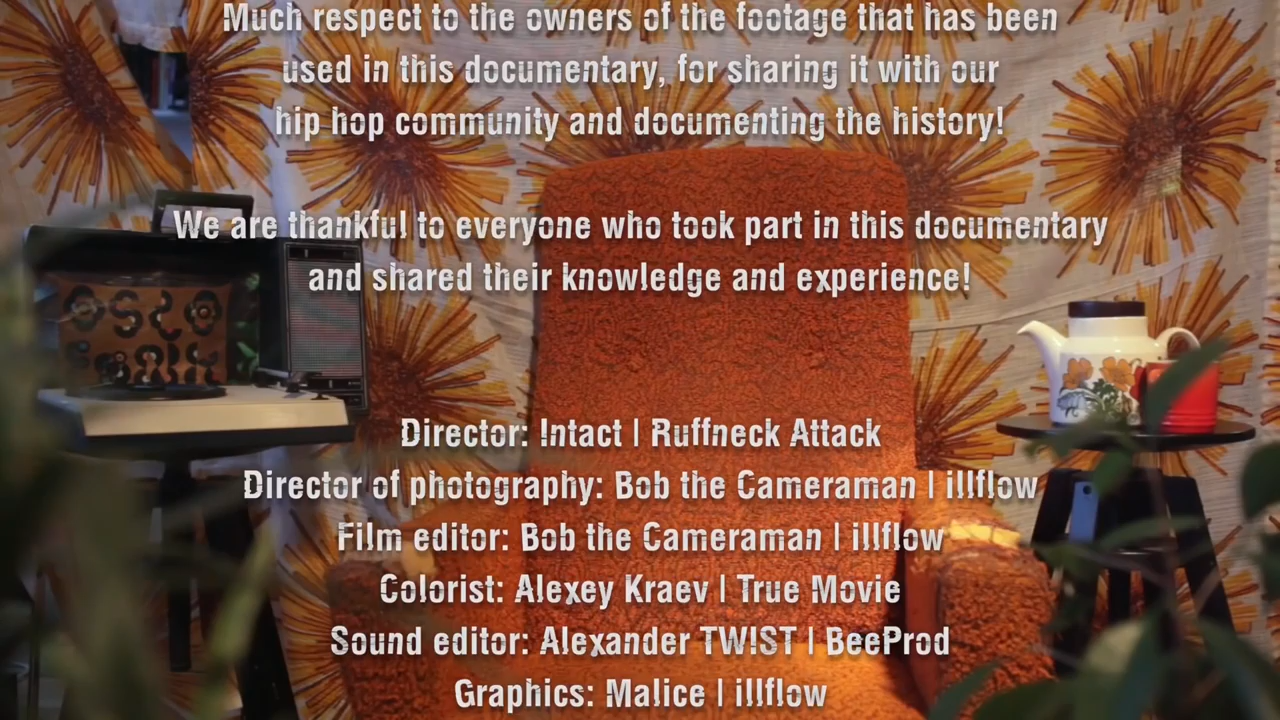 Much respect to the owners of the footage that has been
used in this documentary, for sharing it with our
hip hop community and documenting the history!
We are thankful to everyone who took part in this documentary
and shared their knowledge and experience!
Director: Intact | Ruffneck Attack
Director of photography: Bob the Cameraman | illflow
Film editor: Bob the Cameraman | illflow
Colorist: Alexey Kraev | True Movie
Sound editor: Alexander TW!ST | BeeProd
Graphics: Malice | illflow